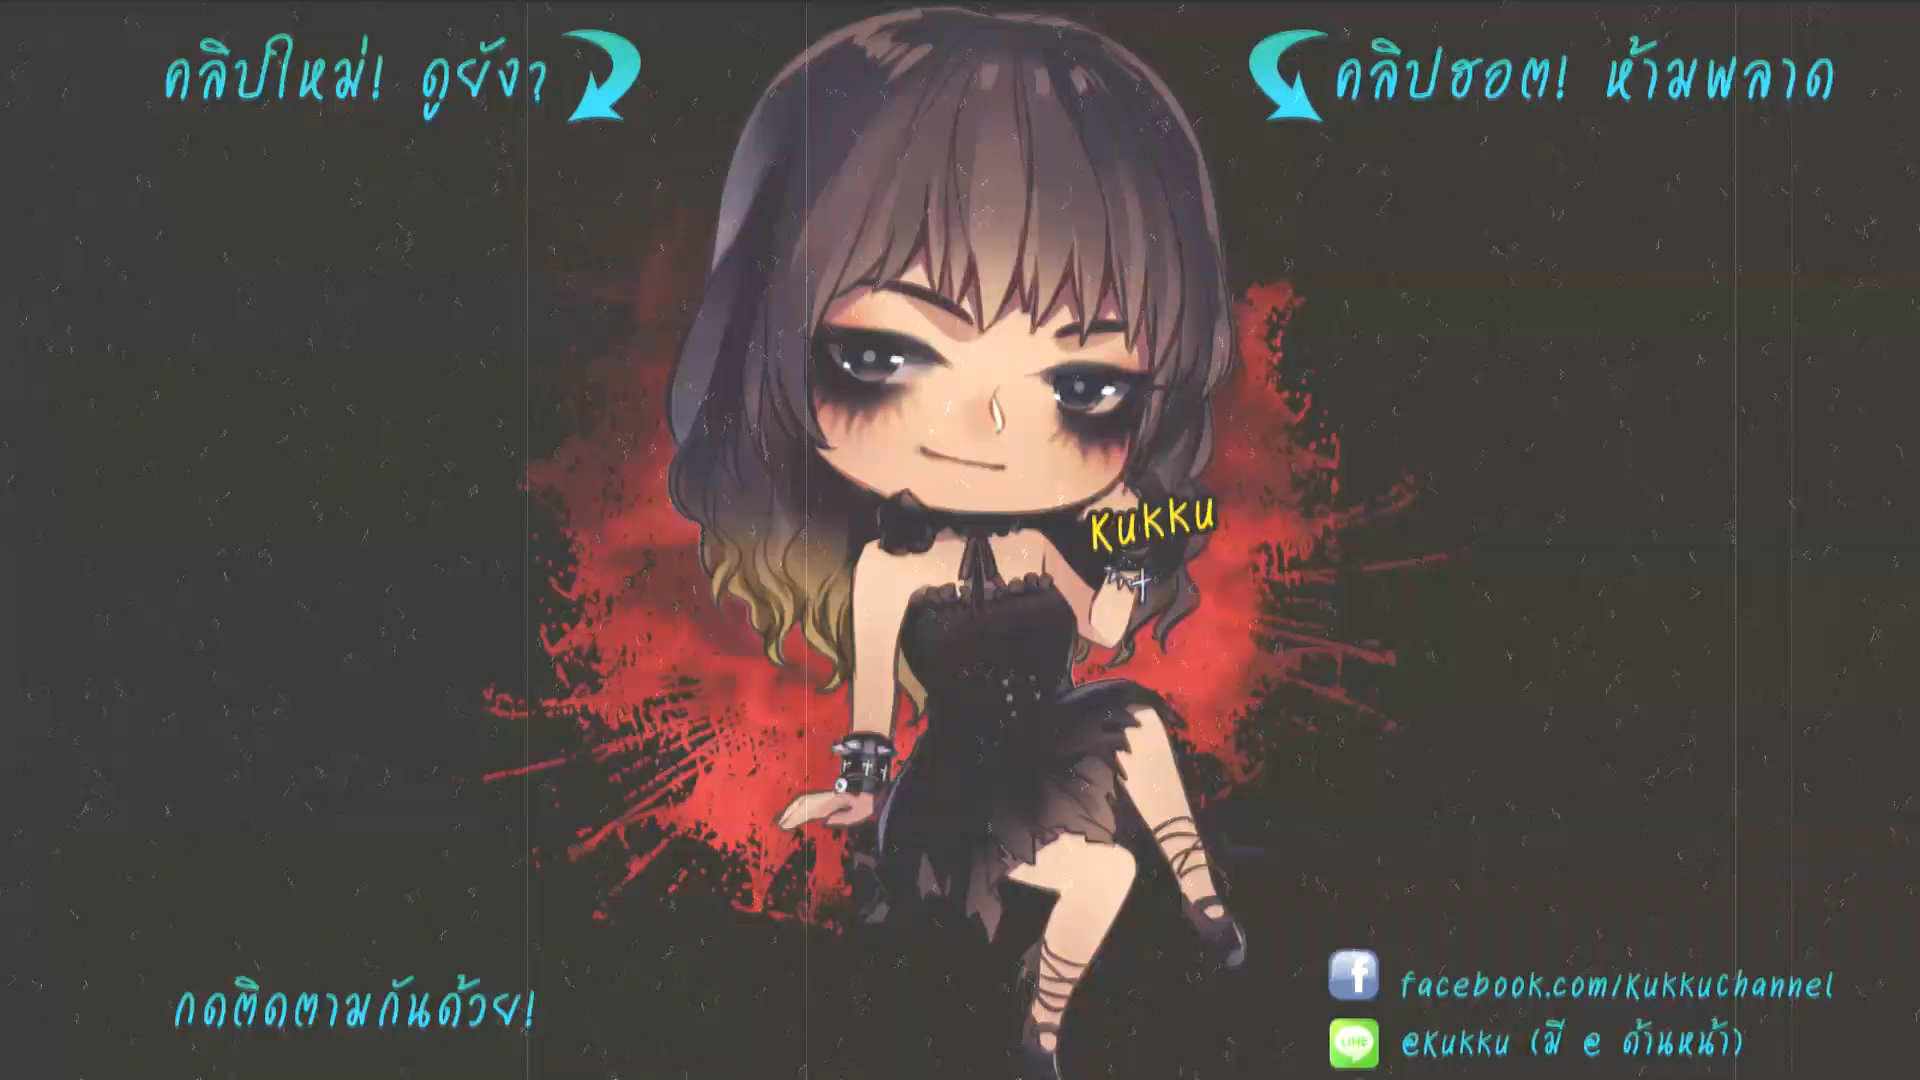 คลิปใหม่! ดูยัง?
คลิปฮอต! ห้ามพลาด
KUKKU
กดติดตามกันด้วย!
facebook.com/KukkuChannel
LINE
@Kukku (มี @ ด้านหน้า)